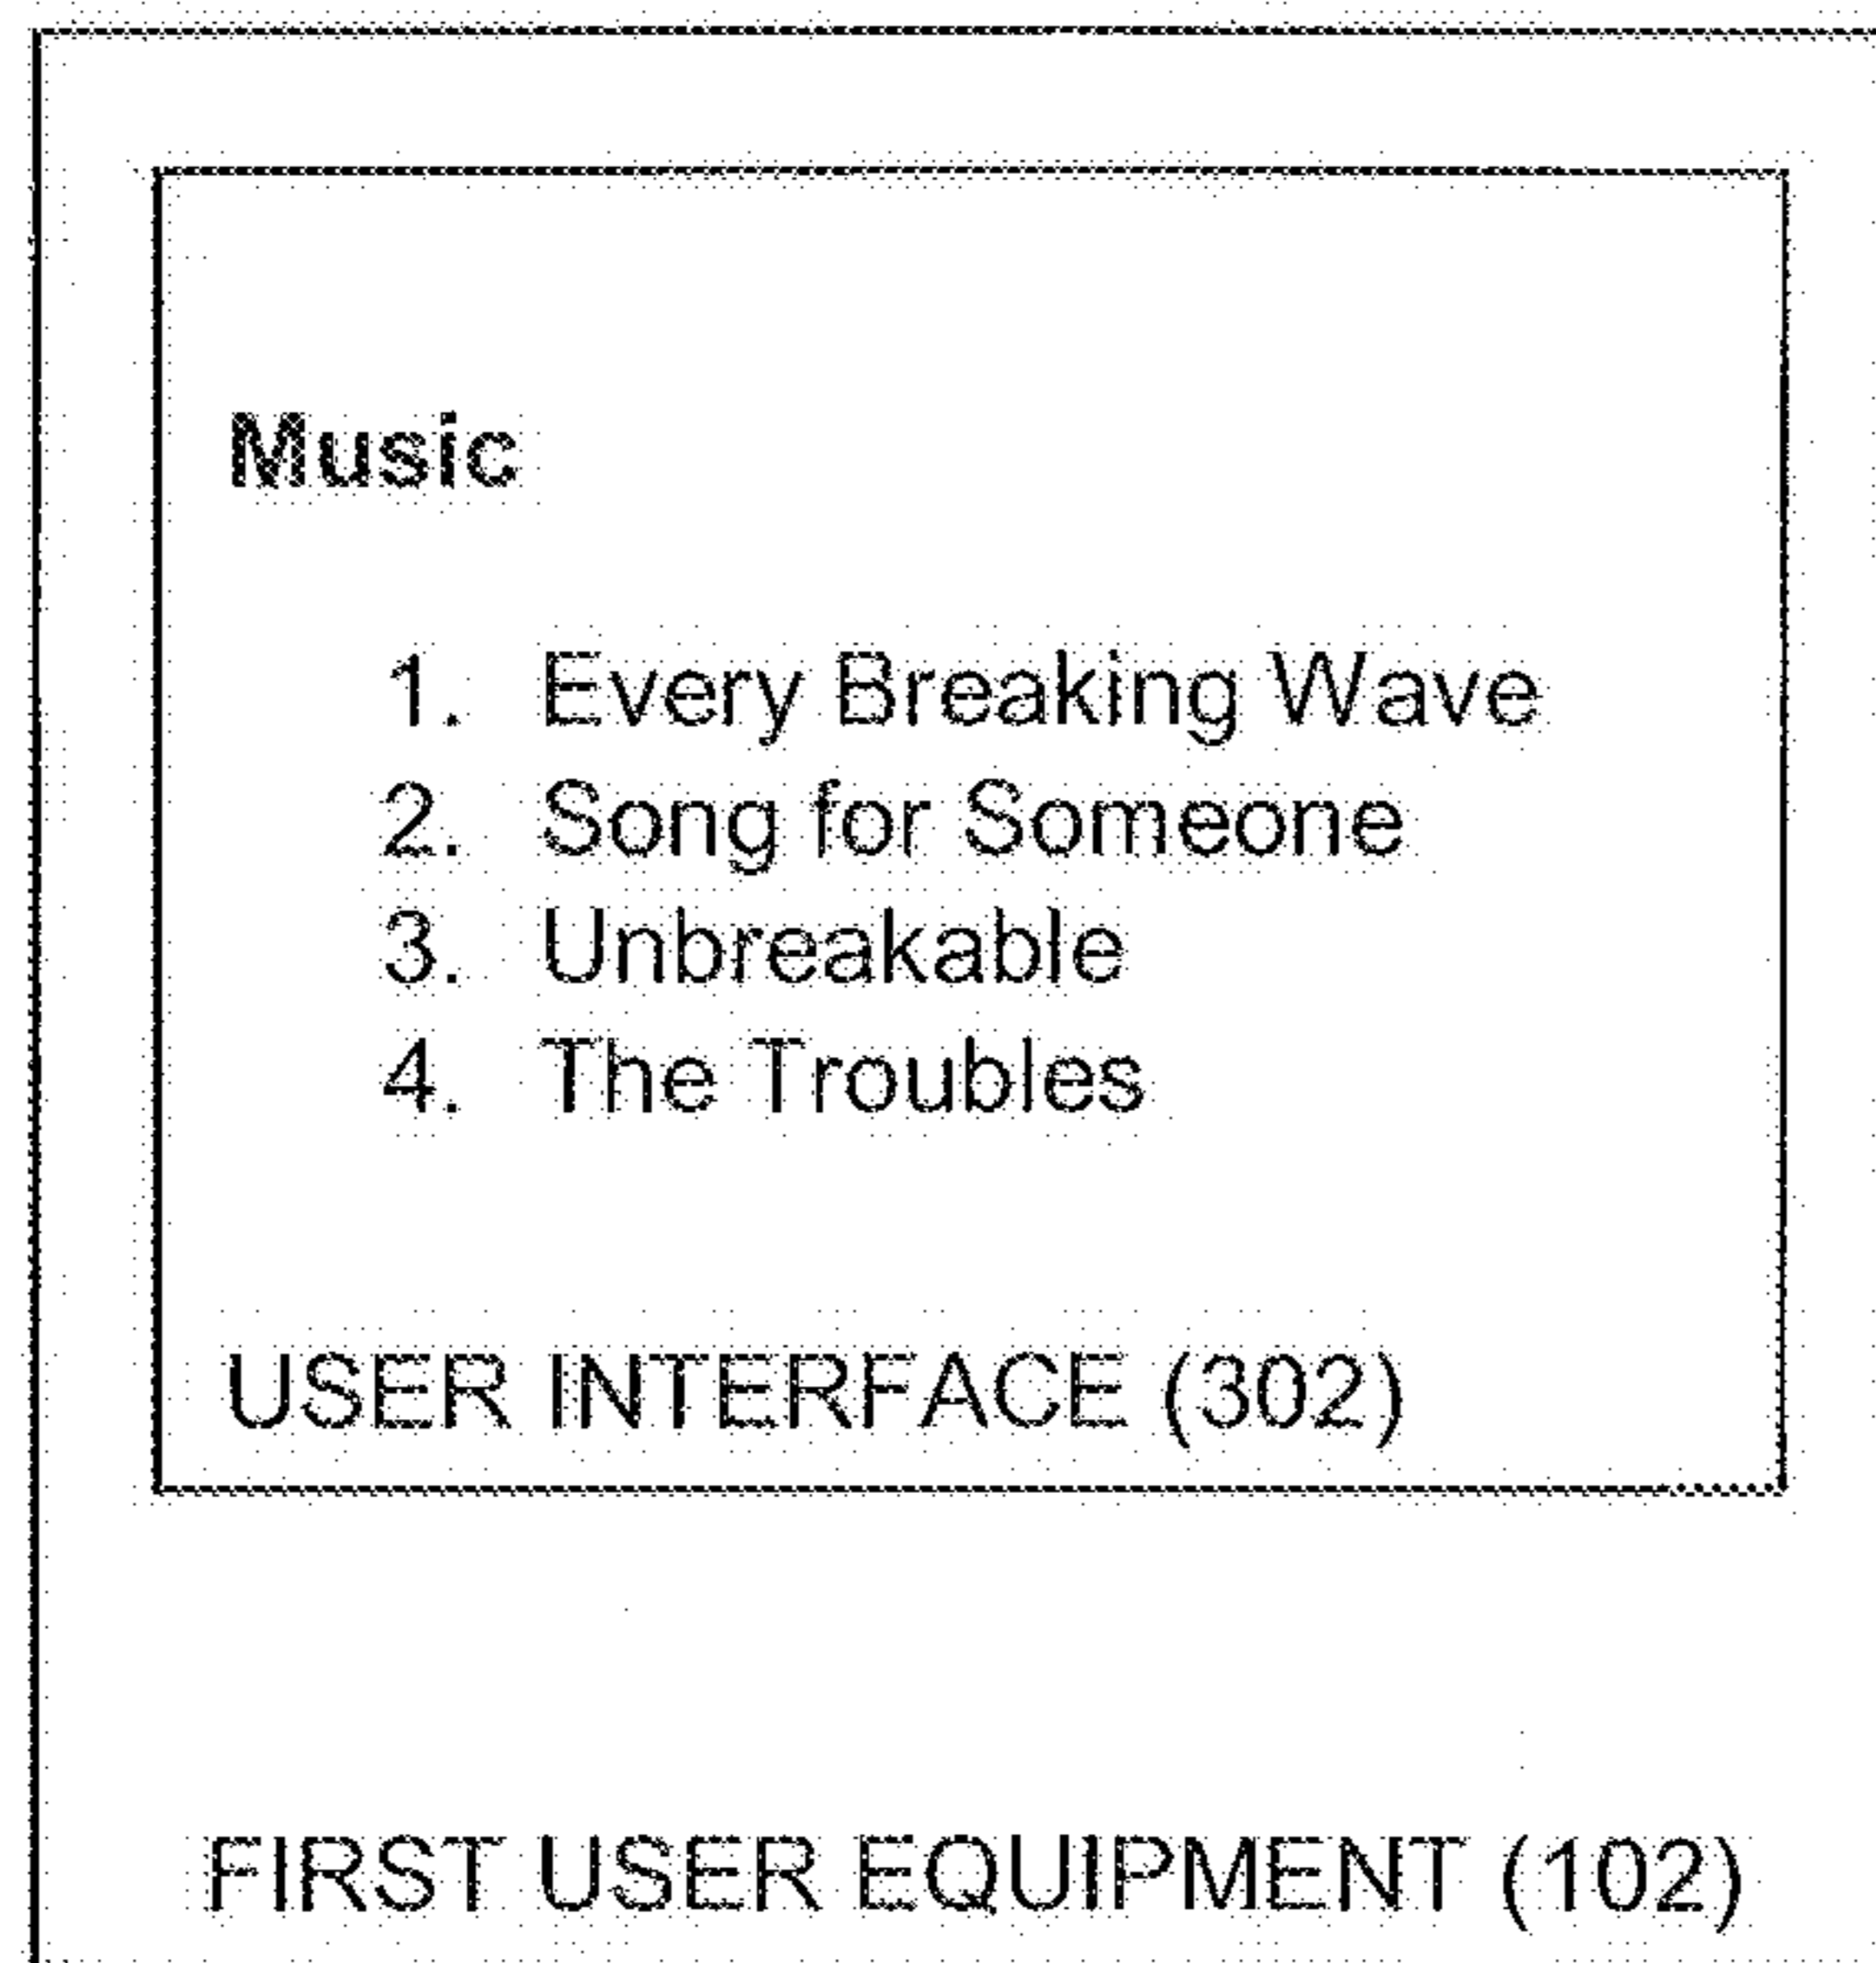 Music
1. Every Breaking Wave
2. Song for Someone
3. Unbreakable
4. The Troubles
USER INTERFACE (302)
FIRST USER EQUIPMENT (102)